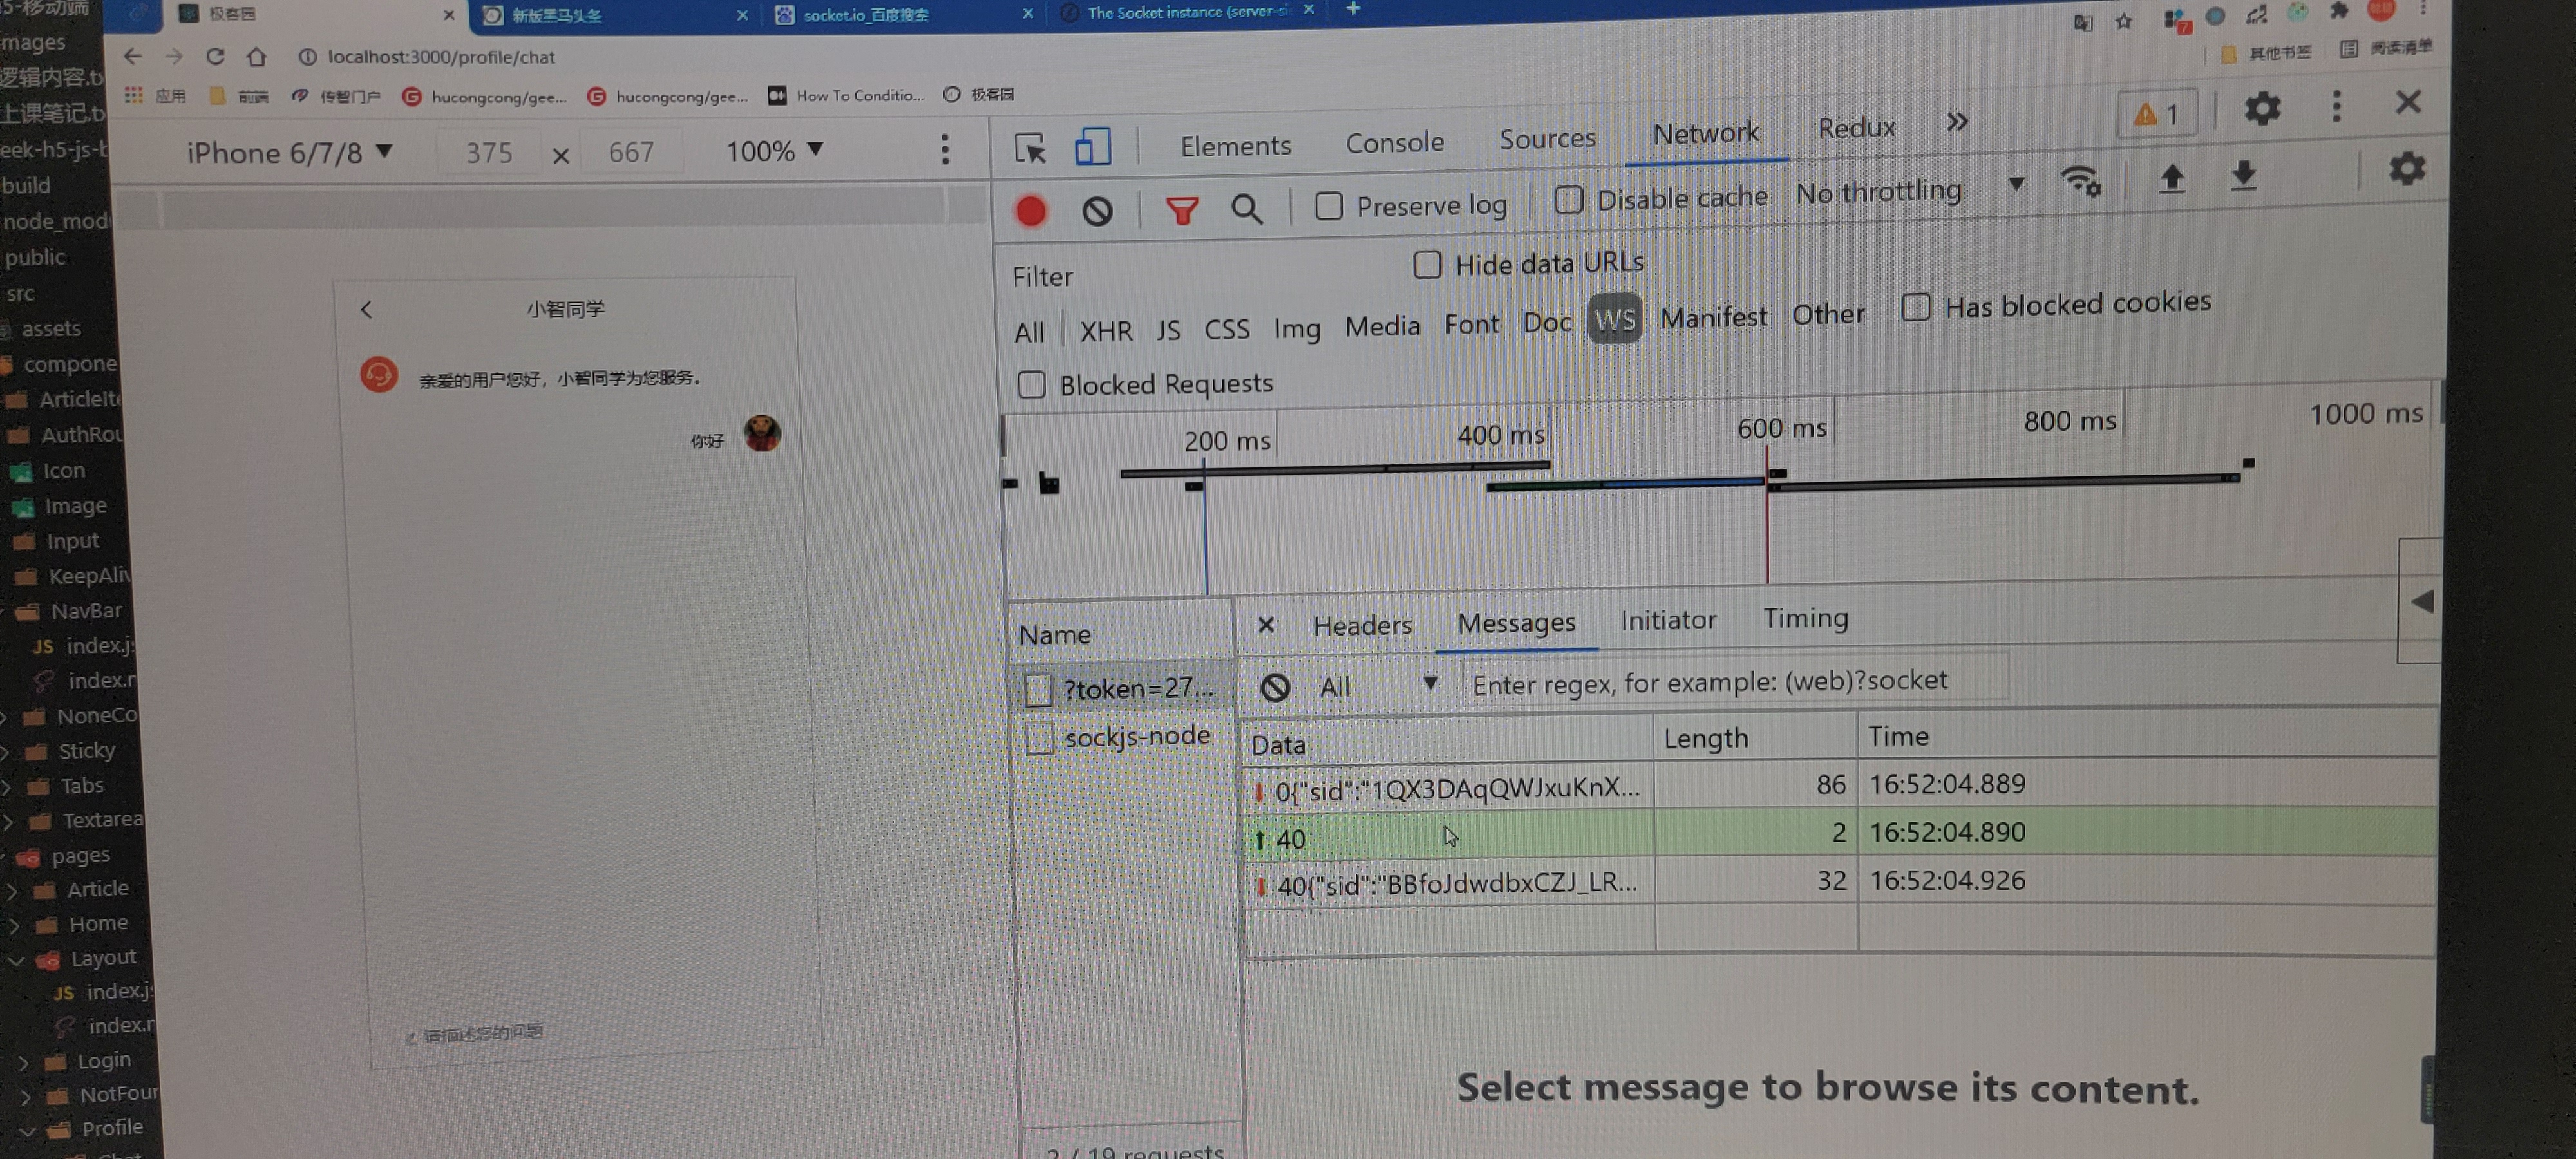 5-移动端
mages
逻辑内容.tx
上课笔记.tx
eek-h5-js-t
build
node_mod
public
src
assets
compone
ArticleIte
AuthRou
Icon
Image
Input
KeepAliv
NavBar
JS index.js
index.r
NoneCo
Sticky
Tabs
Textarea
pages
Article
Home
Layout
JS index.js
index.r
Login
NotFour
Profile
极客园
新版黑马头条
socket.io_百度搜索
The Socket instance (server-si
localhost:3000/profile/chat
7
应用
前端
传智门户
hucongcong/gee...
hucongcong/gee...
How To Conditio...
极客园
其他书签
阅读清单
iPhone 6/7/8 ▼ 375 × 667 100% ▼
小智同学
亲爱的用户您好，小智同学为您服务。
你好
请描述您的问题
Elements Console Sources Network Redux » 1
Preserve log Disable cache No throttling ▼
Filter Hide data URLs
All XHR JS CSS Img Media Font Doc WS Manifest Other Has blocked cookies
Blocked Requests
200 ms 400 ms 600 ms 800 ms 1000 ms
Name
?token=27...
sockjs-node
2 / 19 requests
× Headers Messages Initiator Timing
All ▼ Enter regex, for example: (web)?socket
Data Length Time
0{"sid":"1QX3DAqQWJxuKnX... 86 16:52:04.889
40 2 16:52:04.890
40{"sid":"BBfoJdwdbxCZJ_LR... 32 16:52:04.926
Select message to browse its content.